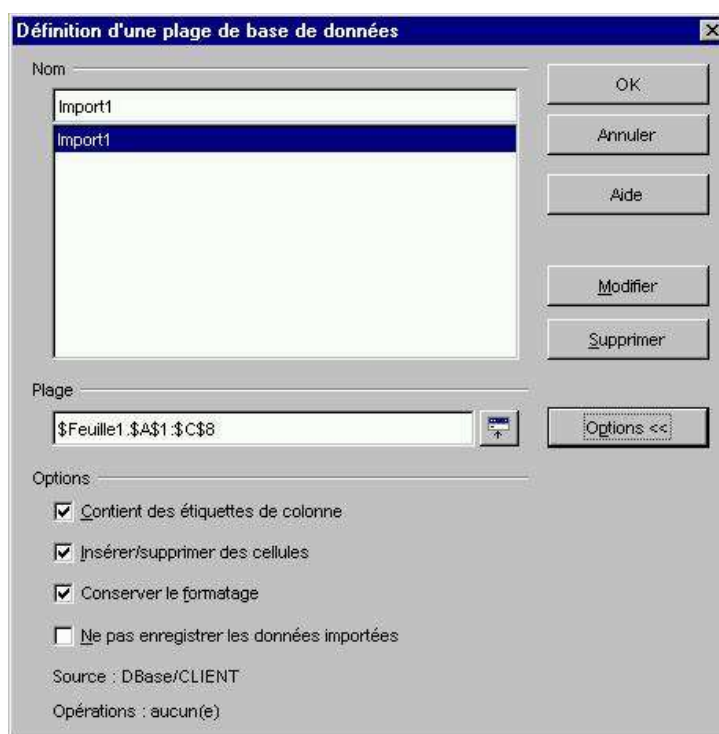 Définition d'une plage de base de données
Nom
Import1
Import1
OK
Annuler
Aide
Modifier
Supprimer
Plage
$Feuille1.$A$1:$C$8
Options <<
Options
Contient des étiquettes de colonne
Insérer/supprimer des cellules
Conserver le formatage
Ne pas enregistrer les données importées
Source : DBase/CLIENT
Opérations : aucun(e)